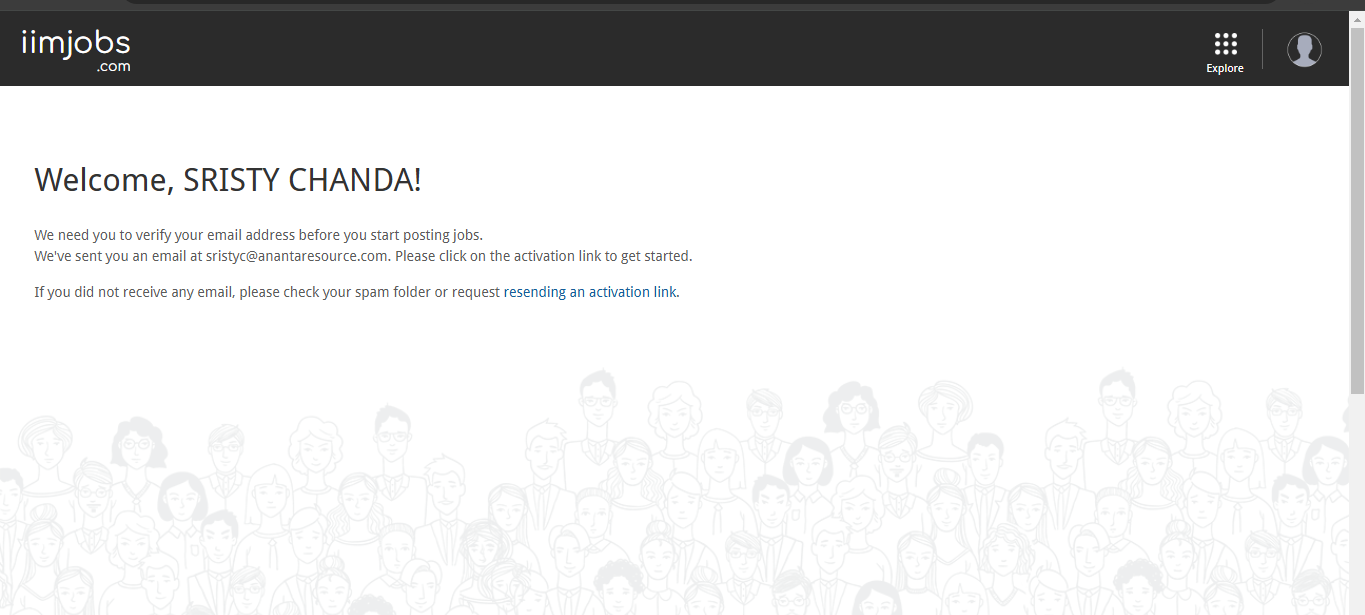 iimjobs
.com
Explore
Welcome, SRISTY CHANDA!
We need you to verify your email address before you start posting jobs.
We've sent you an email at sristyc@anantaresource.com. Please click on the activation link to get started.
If you did not receive any email, please check your spam folder or request resending an activation link.